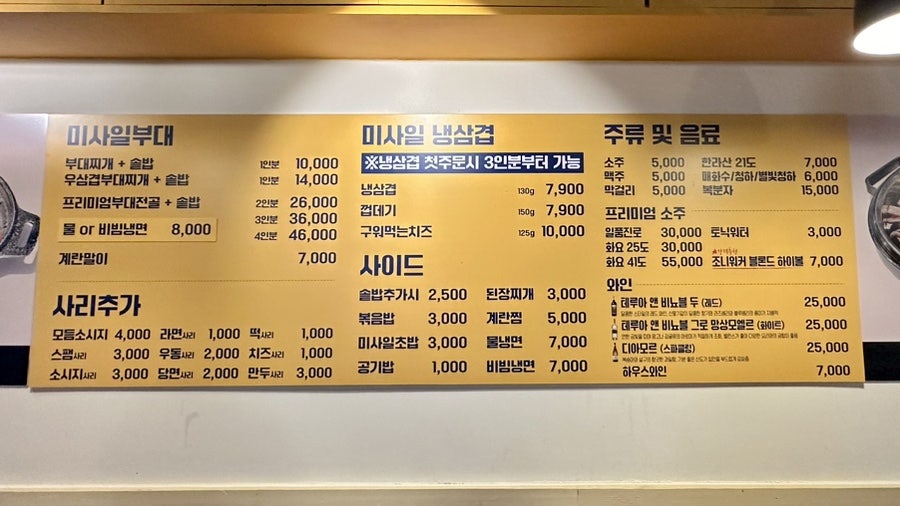 미사일부대
부대찌개 + 솥밥 1인분 10,000
우삼겹부대찌개 + 솥밥 1인분 14,000
프리미엄부대전골 + 솥밥 2인분 26,000
3인분 36,000
4인분 46,000
물 or 비빔냉면 8,000
계란말이 7,000
사리추가
모듬소시지 4,000 라면사리 1,000 떡사리 1,000
스팸사리 3,000 우동사리 2,000 치즈사리 1,000
소시지사리 3,000 당면사리 2,000 만두사리 3,000
미사일 냉삼겹
※냉삼겹 첫주문시 3인분부터 가능
냉삼겹 130g 7,900
껍데기 150g 7,900
구워먹는치즈 125g 10,000
사이드
솥밥추가시 2,500 된장찌개 3,000
볶음밥 3,000 계란찜 5,000
미사일초밥 3,000 물냉면 7,000
공기밥 1,000 비빔냉면 7,000
주류 및 음료
소주 5,000 한라산 21도 7,000
맥주 5,000 매화수/청하/별빛청하 6,000
막걸리 5,000 복분자 15,000
프리미엄 소주
일품진로 30,000 토닉워터 3,000
화요 25도 30,000
화요 41도 55,000 조니워커 블론드 하이볼 7,000
와인
테루아 앤 비뇨블 두 (레드) 25,000
테루아 앤 비뇨블 그로 망상모엘르 (화이트) 25,000
디아모르 (스파클링) 25,000
하우스와인 7,000